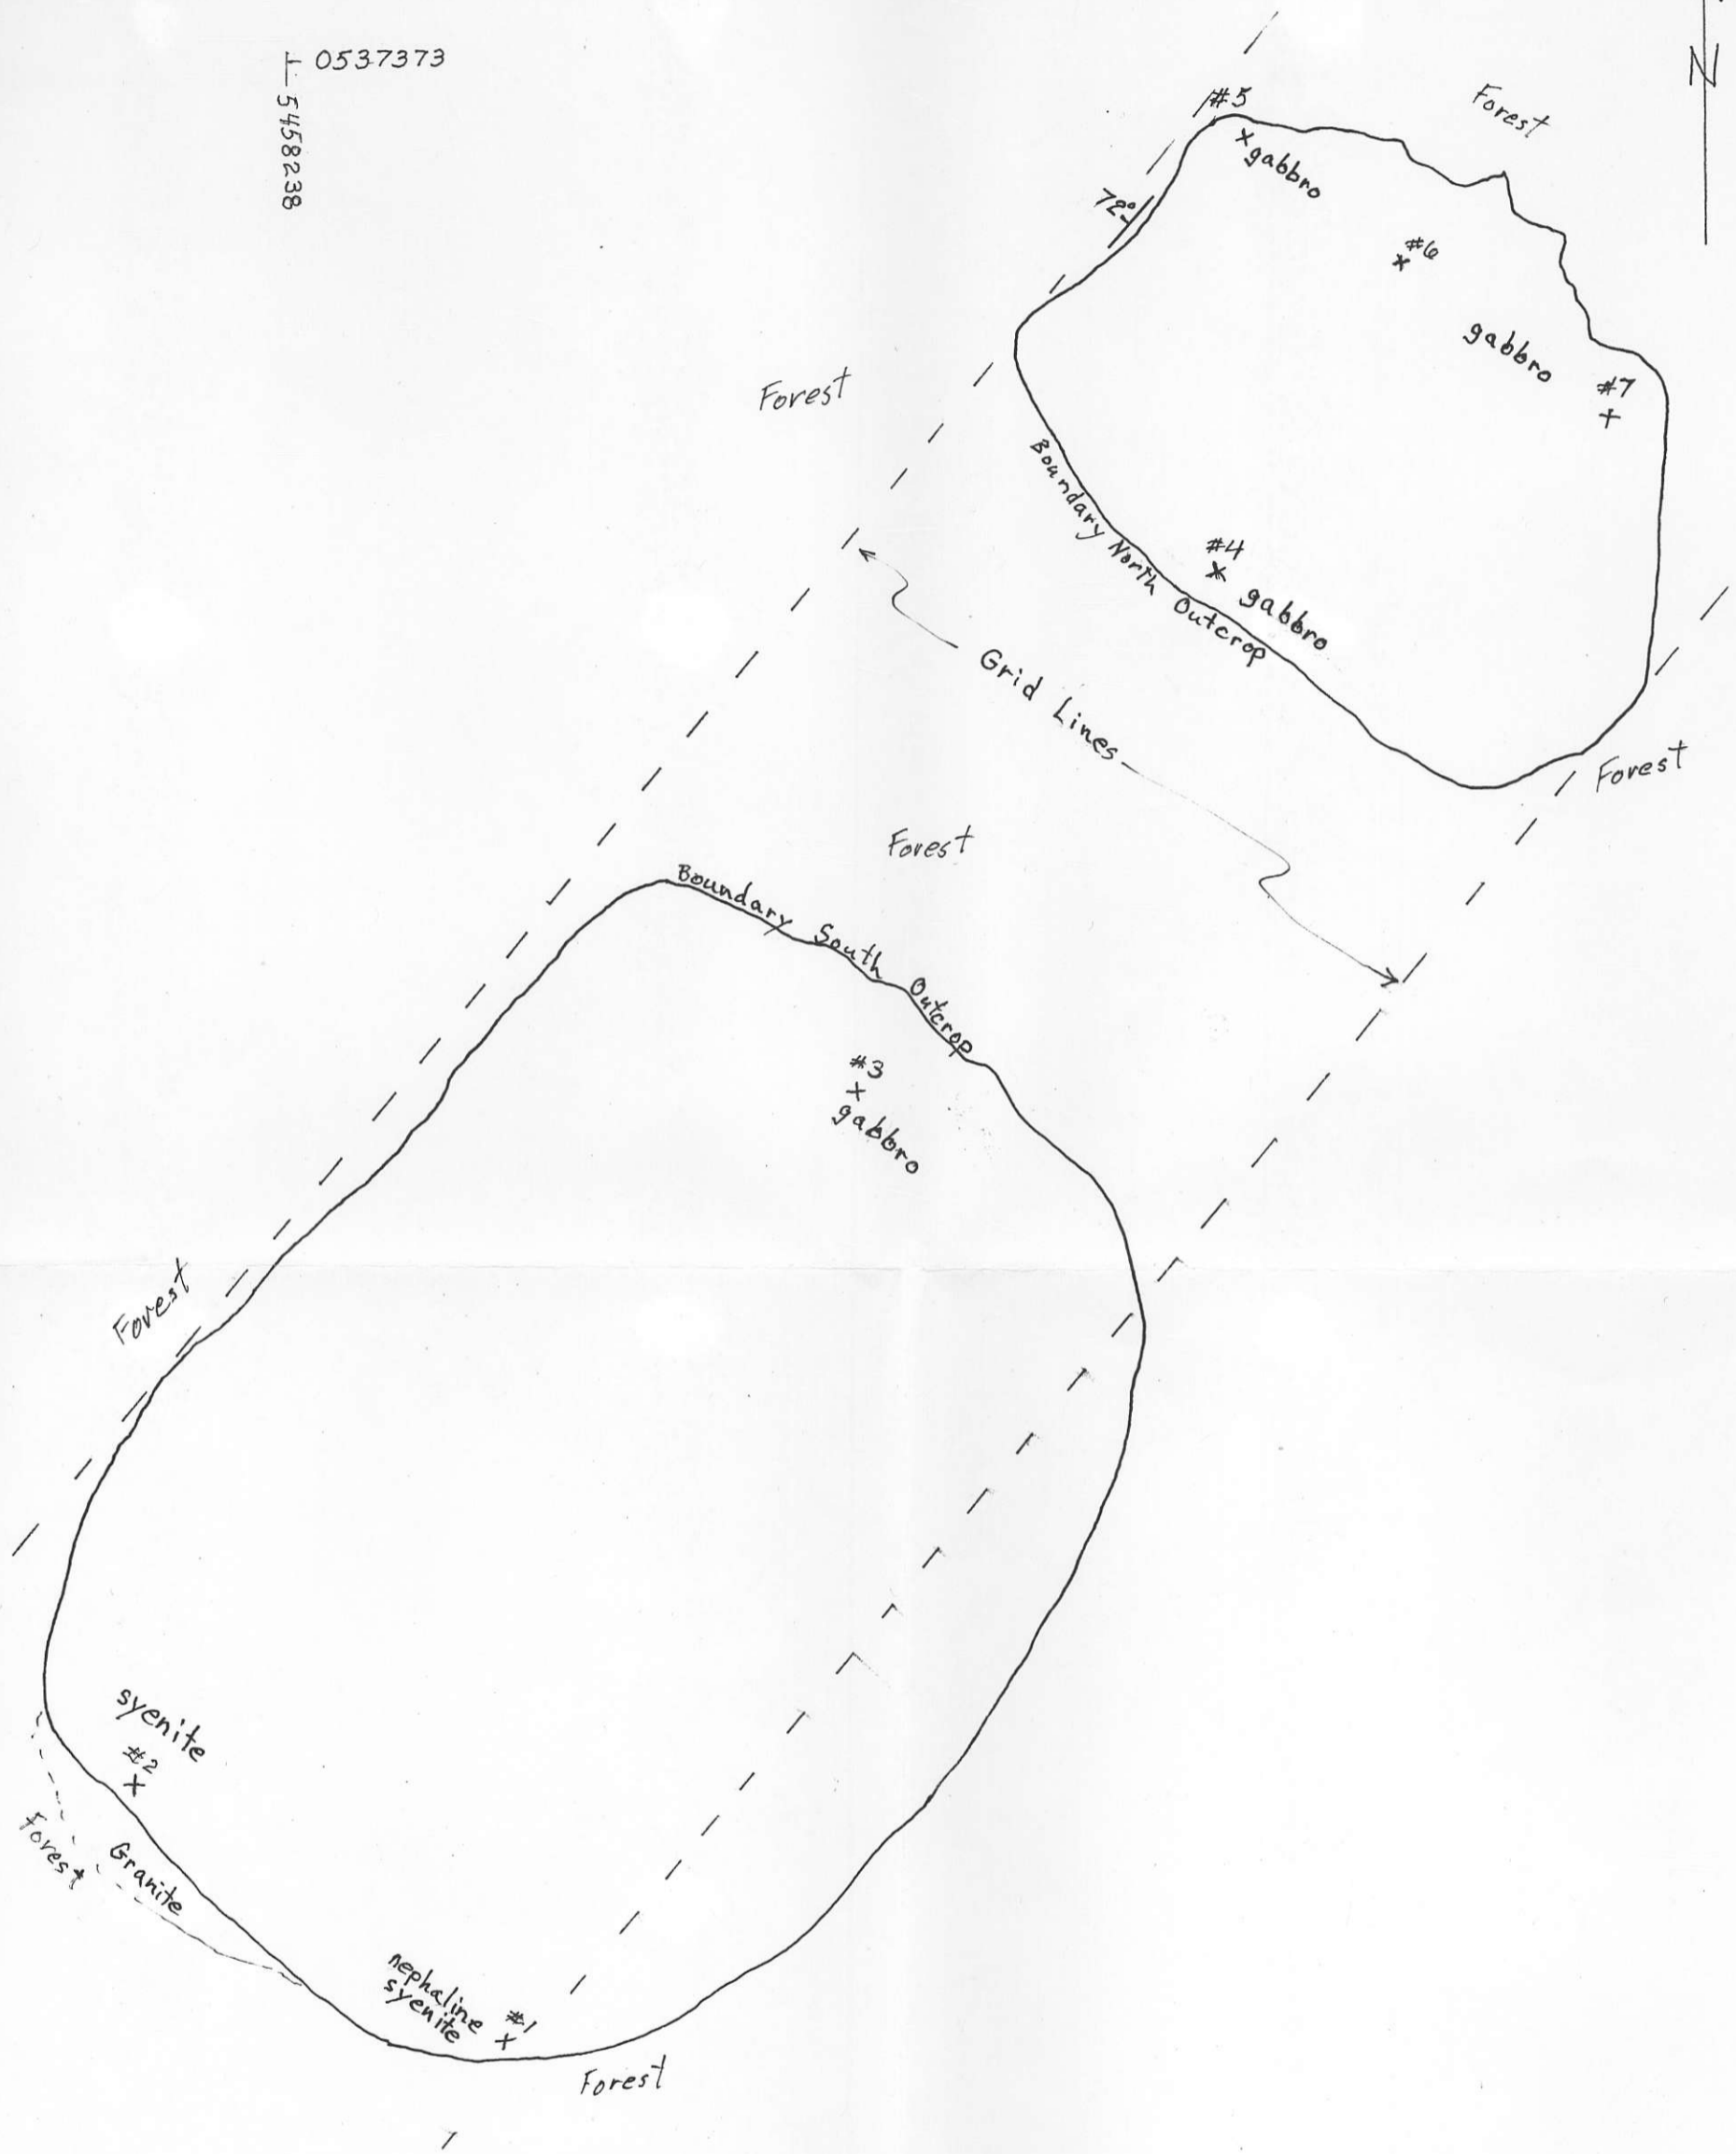 0537373
5458238
N
#5
Forest
x gabbro
72°
#6
gabbro
#7
Forest
Boundary North Outcrop
#4
gabbro
Grid Lines
Forest
Forest
Boundary South Outcrop
#3
gabbro
Forest
syenite
#2
Forest
Granite
nephaline
syenite
#1
Forest